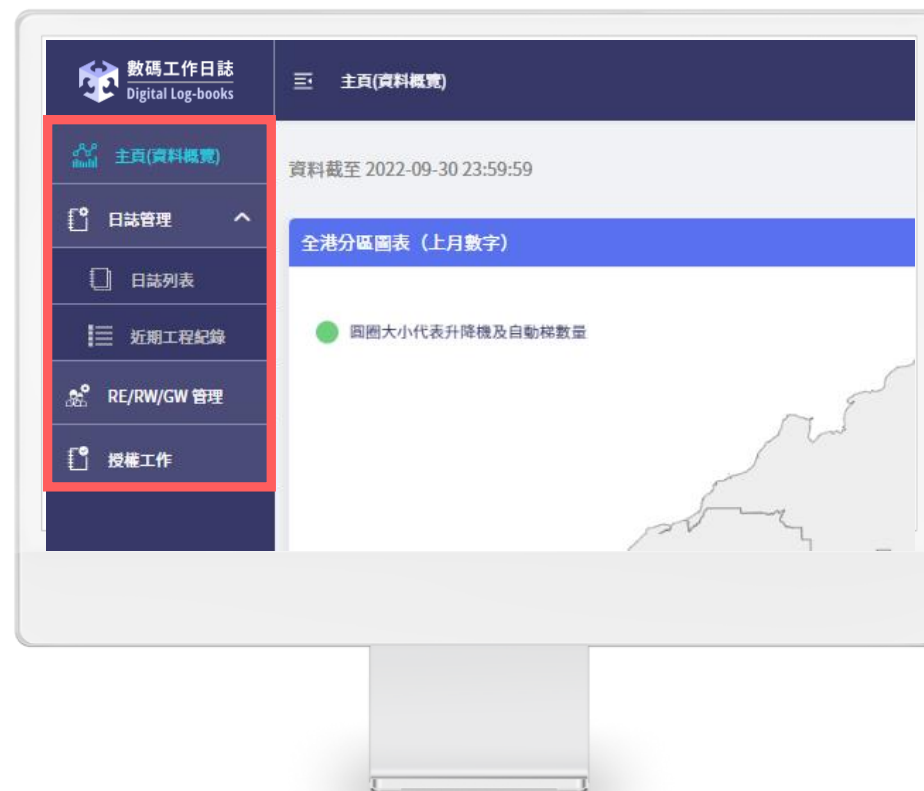 數碼工作日誌
Digital Log-books
主頁(資料概覽)
主頁(資料概覽)
資料截至 2022-09-30 23:59:59
日誌管理
全港分區圖表（上月數字）
日誌列表
圓圈大小代表升降機及自動梯數量
近期工程紀錄
RE/RW/GW 管理
授權工作